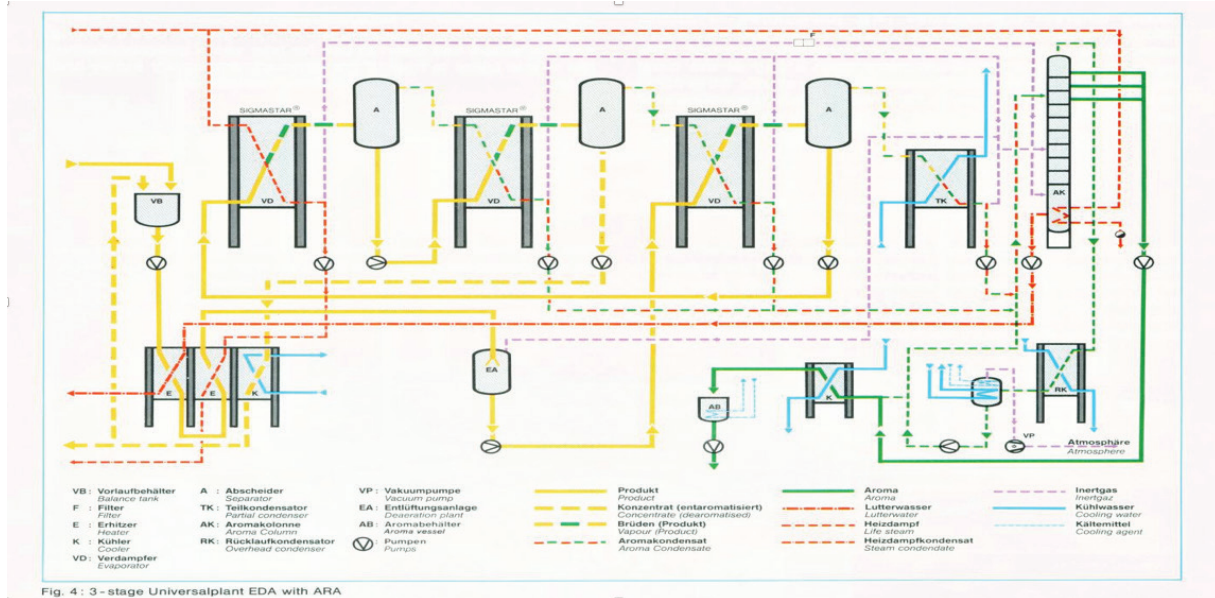 F
SIGMASTAR®
A
SIGMASTAR®
A
SIGMASTAR®
A
VB
VD
VD
VD
TK
AK
E
E
K
EA
AB
K
RK
VP
Atmosphäre
Atmosphere
VB : Vorlaufbehälter
Balance tank
F : Filter
Filter
E : Erhitzer
Heater
K : Kühler
Cooler
VD: Verdampfer
Evaporator
A : Abscheider
Separator
TK : Teilkondensator
Partial condenser
AK : Aromakolonne
Aroma Column
RK : Rücklaufkondensator
Overhead condenser
VP : Vakuumpumpe
Vacuum pump
EA : Entlüftungsanlage
Deaeration plant
AB : Aromabehälter
Aroma vessel
: Pumpen
Pumps
Produkt
Product
Konzentrat (entaromatisiert)
Concentrate (dearomatised)
Brüden (Produkt)
Vapour (Product)
Aromakondensat
Aroma Condensate
Aroma
Aroma
Lutterwasser
Lutterwater
Heizdampf
Life steam
Heizdampfkondensat
Steam condendate
Inertgas
Inertgaz
Kühlwasser
Cooling water
Kältemittel
Cooling agent
Fig. 4 : 3-stage Universalplant EDA with ARA